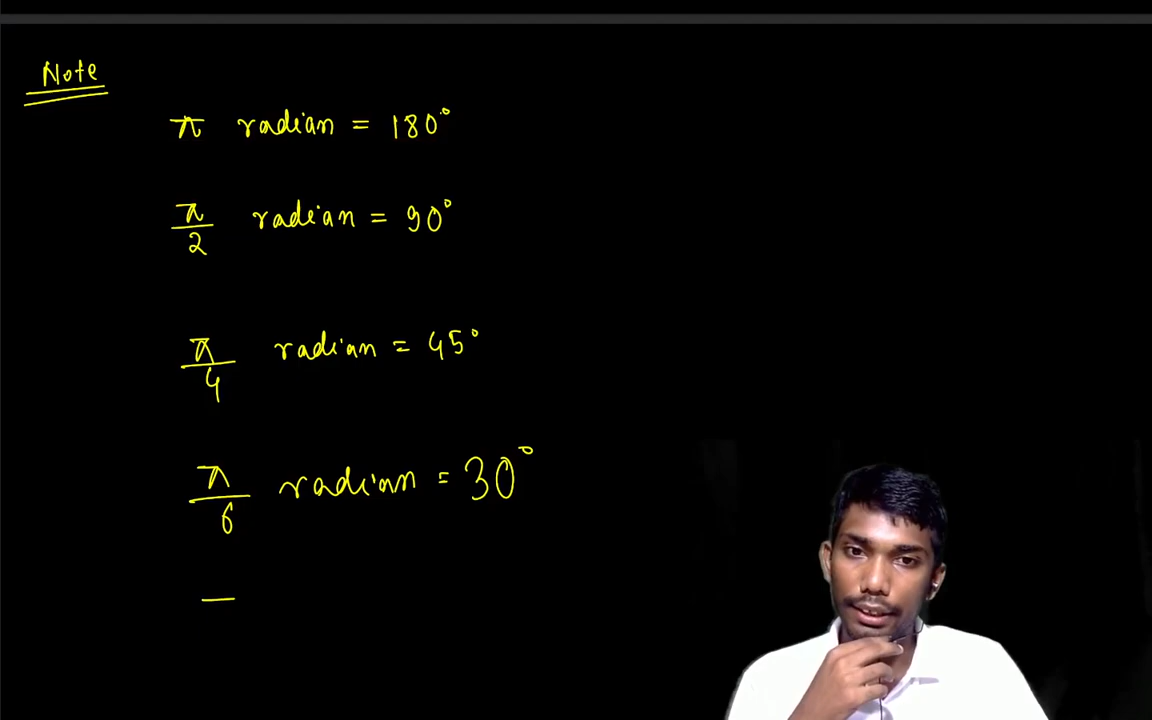 Note
π radian = 180°
π/2 radian = 90°
π/4 radian = 45°
π/6 radian = 30°